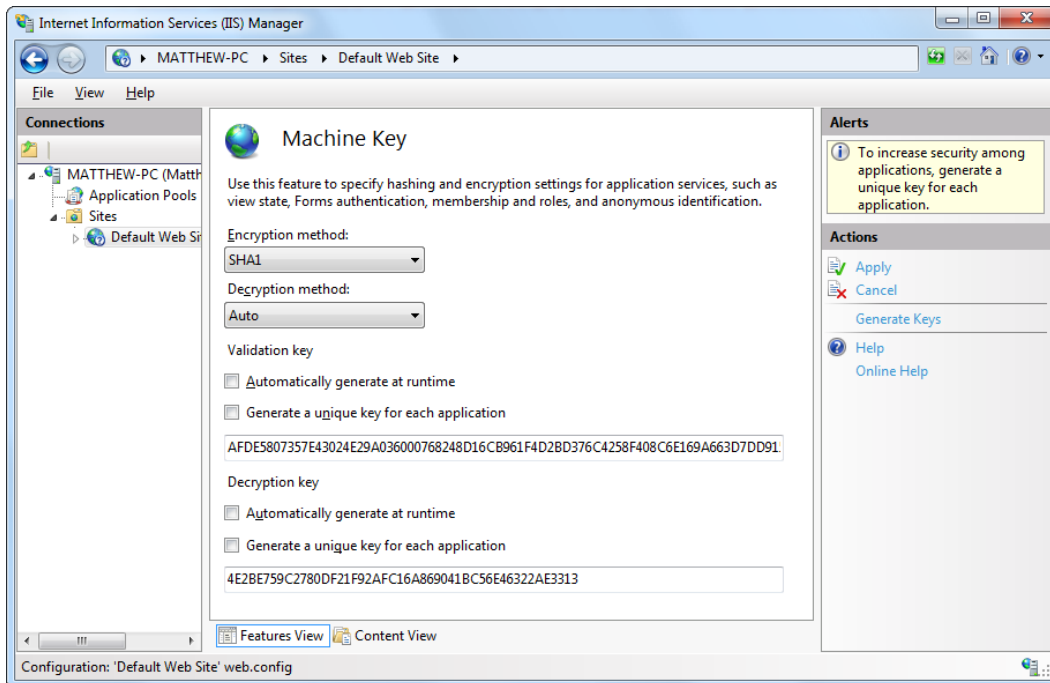 Internet Information Services (IIS) Manager
MATTHEW-PC
Sites
Default Web Site
File View Help
Connections
MATTHEW-PC (Matth
Application Pools
Sites
Default Web Si
Machine Key
Use this feature to specify hashing and encryption settings for application services, such as
view state, Forms authentication, membership and roles, and anonymous identification.
Encryption method:
SHA1
Decryption method:
Auto
Validation key
Automatically generate at runtime
Generate a unique key for each application
AFDE5807357E43024E29A036000768248D16CB961F4D2BD376C4258F408C6E169A663D7DD91
Decryption key
Automatically generate at runtime
Generate a unique key for each application
4E2BE759C2780DF21F92AFC16A869041BC56E46322AE3313
Features View
Content View
Alerts
To increase security among
applications, generate a
unique key for each
application.
Actions
Apply
Cancel
Generate Keys
Help
Online Help
Configuration: 'Default Web Site' web.config